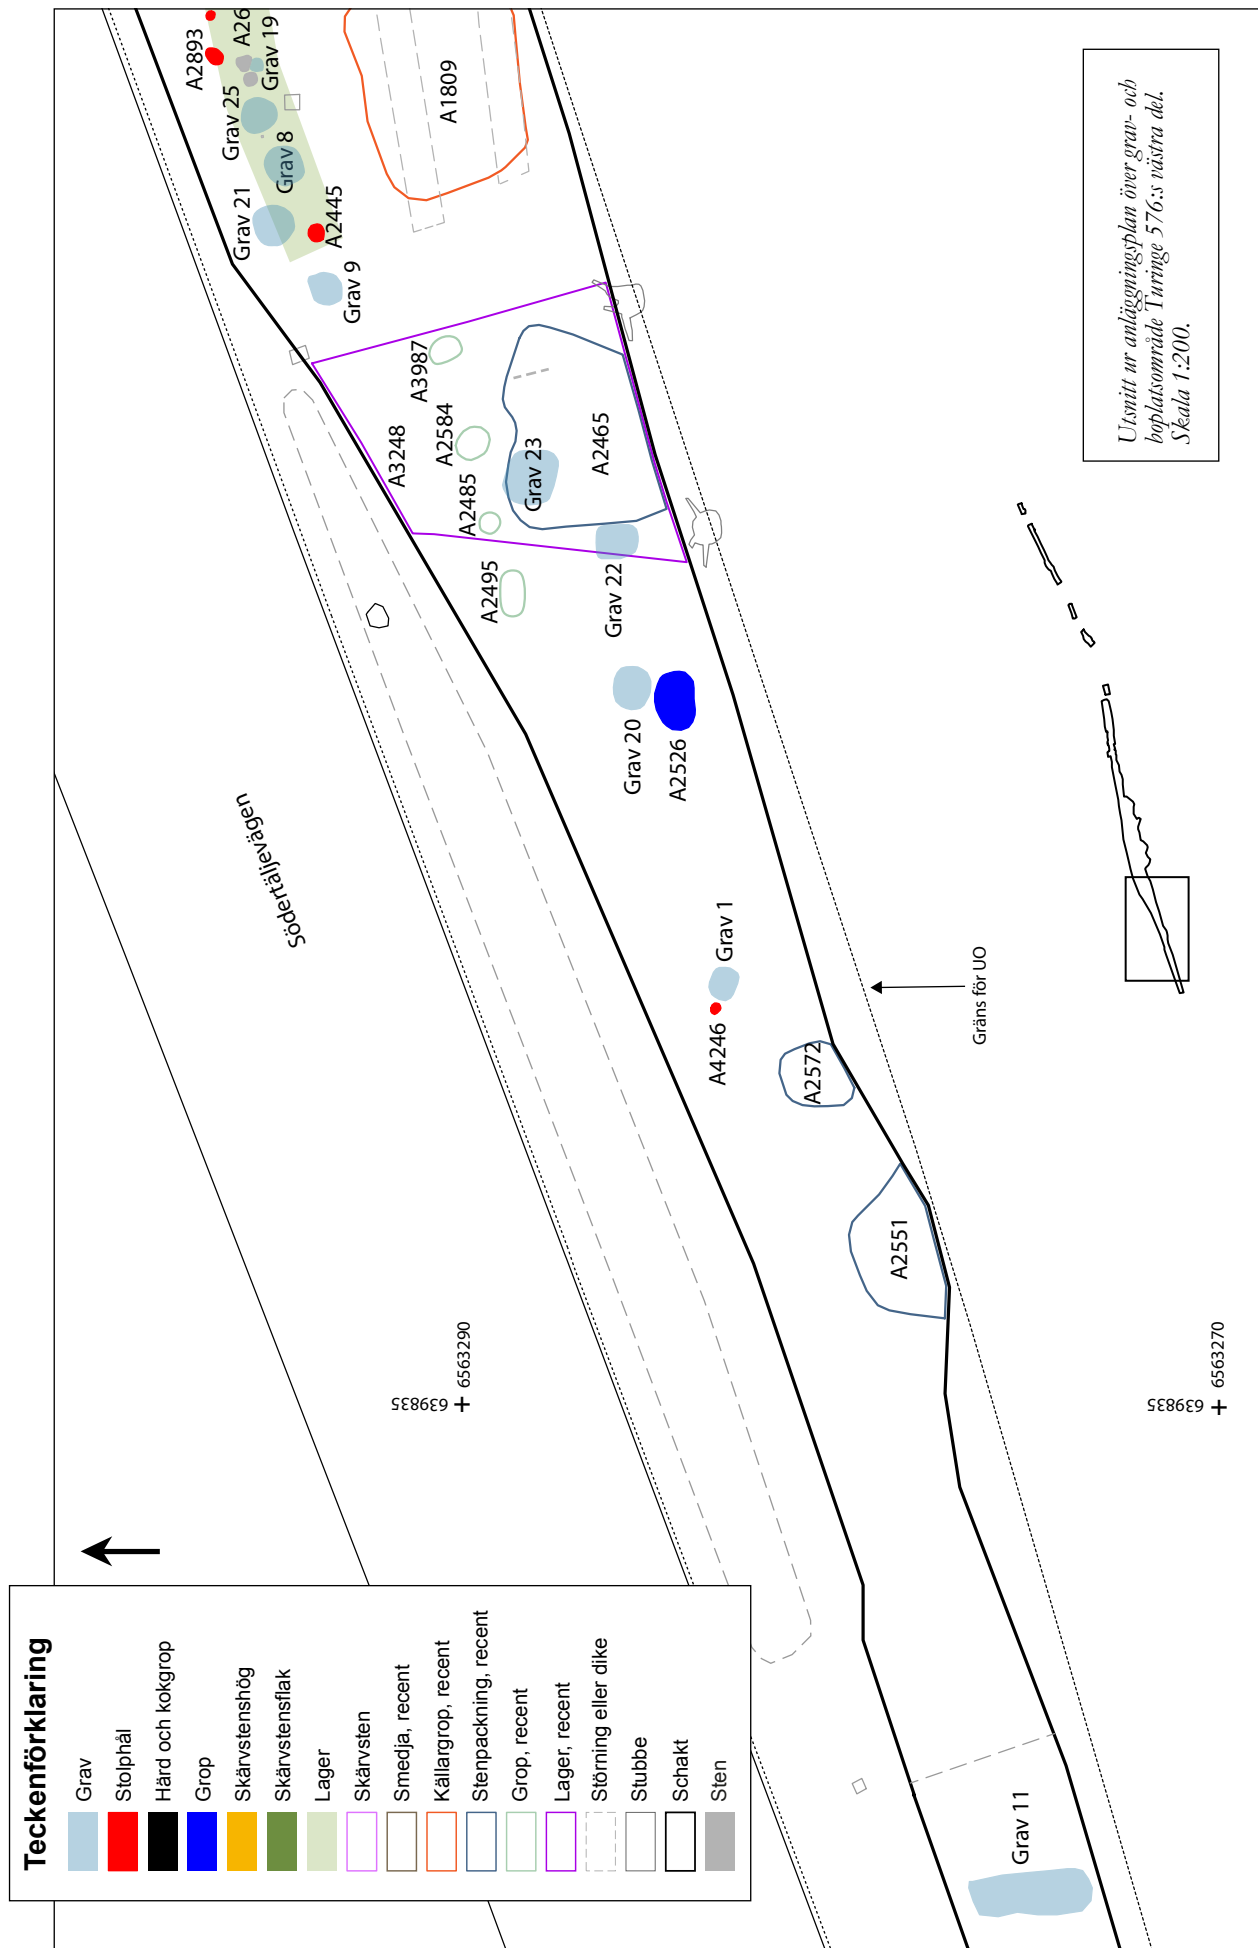 Teckenförklaring
Grav
Stolphål
Härd och kokgrop
Grop
Skärvstenshög
Skärvstensflak
Lager
Skärvsten
Smedja, recent
Källargrop, recent
Stenpackning, recent
Grop, recent
Lager, recent
Störning eller dike
Stubbe
Schakt
Sten
Södertäljevägen
A2893
A26
Grav 19
Grav 25
Grav 8
Grav 21
A2445
Grav 9
A1809
A3987
A3248
A2584
A2485
Grav 23
A2465
A2495
Grav 22
Grav 20
A2526
Grav 1
A4246
A2572
A2551
Grav 11
Gräns för UO
639835
6563290
639835
6563270
Utsnitt ur anläggningsplan över grav- och
boplatsområde Turinge 576:s västra del.
Skala 1:200.